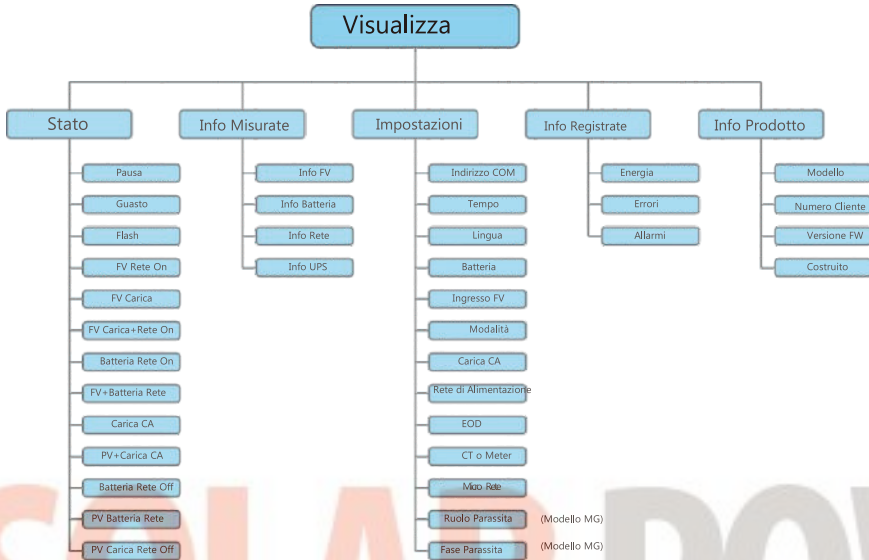 Visualizza
Stato
Info Misurate
Impostazioni
Info Registrate
Info Prodotto
Pausa
Guasto
Flash
FV Rete On
FV Carica
FV Carica+Rete On
Batteria Rete On
FV+Batteria Rete
Carica CA
PV+Carica CA
Batteria Rete Off
PV Batteria Rete
PV Carica Rete Off
Info FV
Info Batteria
Info Rete
Info UPS
Indirizzo COM
Tempo
Lingua
Batteria
Ingresso FV
Modalità
Carica CA
Rete di Alimentazione
EOD
CT o Meter
Micro Rete
Ruolo Parassita (Modello MG)
Fase Parassita (Modello MG)
Energia
Errori
Allarmi
Modello
Numero Cliente
Versione FW
Costruito